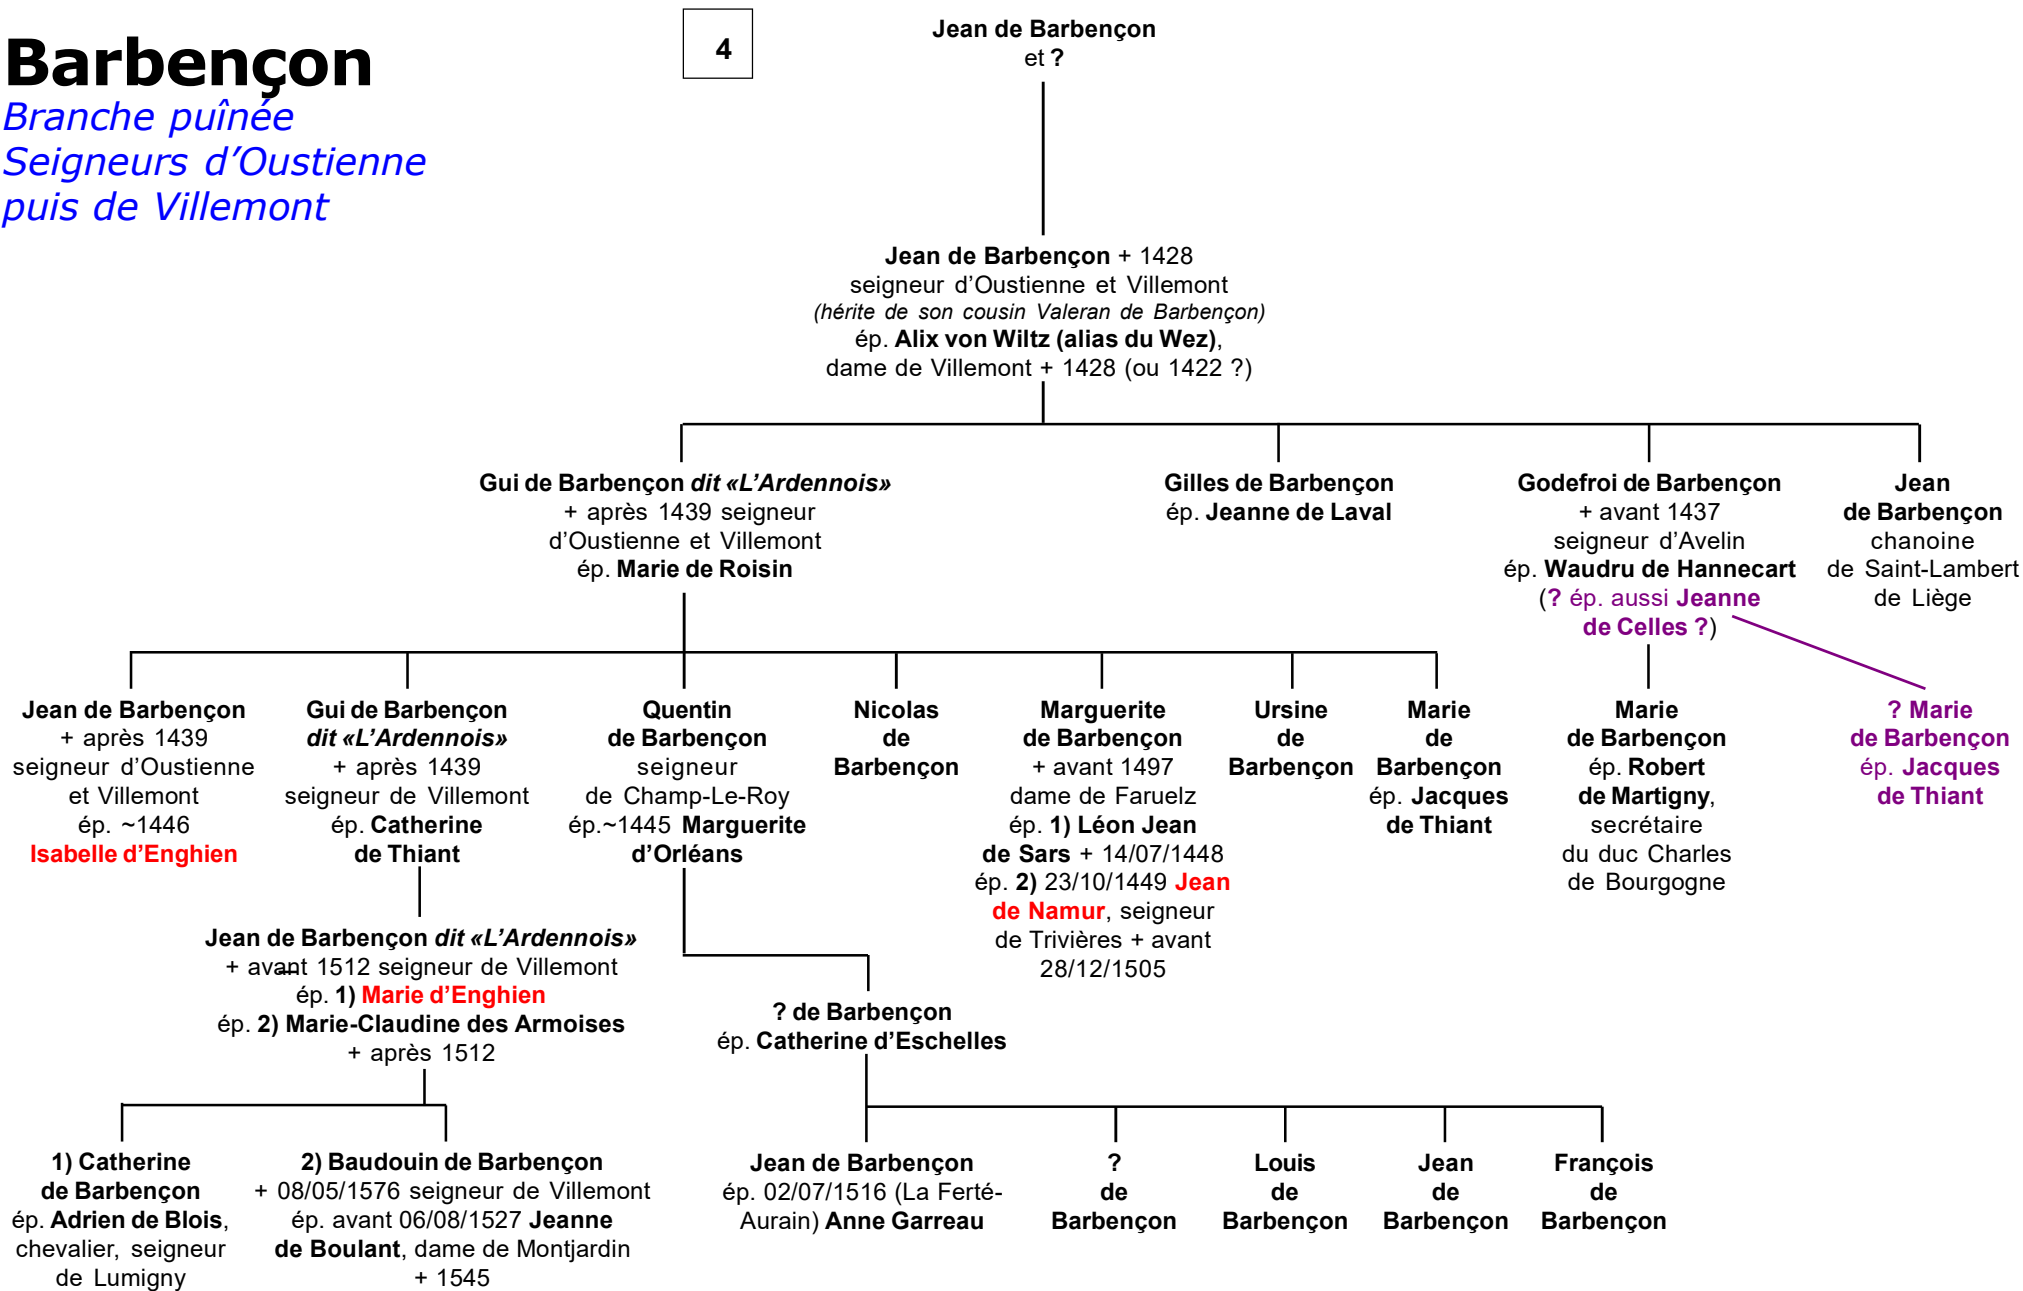 Barbençon
Branche puînée
Seigneurs d’Oustienne
puis de Villemont
4
Jean de Barbençon
et ?
Jean de Barbençon + 1428
seigneur d’Oustienne et Villemont
(hérite de son cousin Valeran de Barbençon)
ép. Alix von Wiltz (alias du Wez),
dame de Villemont + 1428 (ou 1422 ?)
Gui de Barbençon dit «L’Ardennois»
+ après 1439 seigneur
d’Oustienne et Villemont
ép. Marie de Roisin
Gilles de Barbençon
ép. Jeanne de Laval
Godefroi de Barbençon
+ avant 1437
seigneur d’Avelin
ép. Waudru de Hannecart
(? ép. aussi Jeanne
de Celles ?)
Jean
de Barbençon
chanoine
de Saint-Lambert
de Liège
Jean de Barbençon
+ après 1439
seigneur d’Oustienne
et Villemont
ép. ~1446
Isabelle d’Enghien
Gui de Barbençon
dit «L’Ardennois»
+ après 1439
seigneur de Villemont
ép. Catherine
de Thiant
Quentin
de Barbençon
seigneur
de Champ-Le-Roy
ép.~1445 Marguerite
d’Orléans
Nicolas
de
Barbençon
Marguerite
de Barbençon
+ avant 1497
dame de Faruelz
ép. 1) Léon Jean
de Sars + 14/07/1448
ép. 2) 23/10/1449 Jean
de Namur, seigneur
de Trivières + avant
28/12/1505
Ursine
de
Barbençon
Marie
de
Barbençon
ép. Jacques
de Thiant
Marie
de Barbençon
ép. Robert
de Martigny,
secrétaire
du duc Charles
de Bourgogne
? Marie
de Barbençon
ép. Jacques
de Thiant
Jean de Barbençon dit «L’Ardennois»
+ avant 1512 seigneur de Villemont
ép. 1) Marie d’Enghien
ép. 2) Marie-Claudine des Armoises
+ après 1512
? de Barbençon
ép. Catherine d’Eschelles
1) Catherine
de Barbençon
ép. Adrien de Blois,
chevalier, seigneur
de Lumigny
2) Baudouin de Barbençon
+ 08/05/1576 seigneur de Villemont
ép. avant 06/08/1527 Jeanne
de Boulant, dame de Montjardin
+ 1545
Jean de Barbençon
ép. 02/07/1516 (La Ferté-
Aurain) Anne Garreau
?
de
Barbençon
Louis
de
Barbençon
Jean
de
Barbençon
François
de
Barbençon